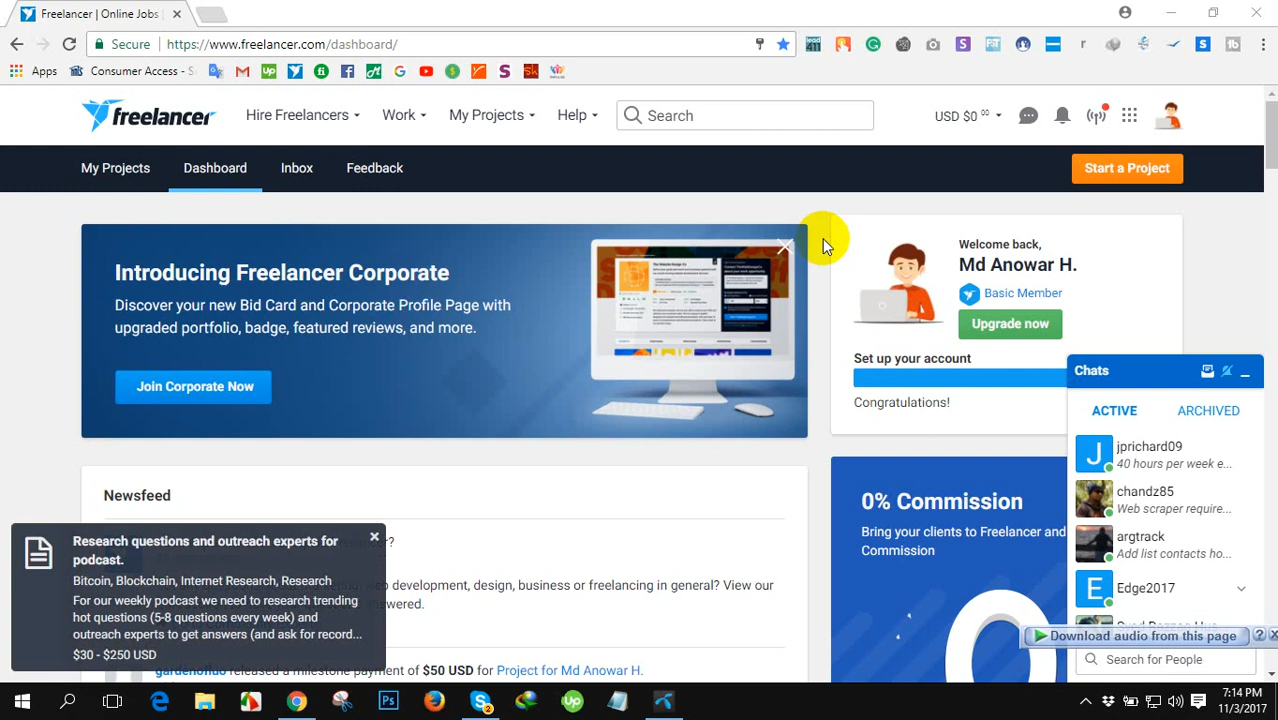 Freelancer | Online Jobs
Secure
https://www.freelancer.com/dashboard/
Apps
Consumer Access - S
freelancer
Hire Freelancers
Work
My Projects
Help
Search
USD $0 00
My Projects
Dashboard
Inbox
Feedback
Start a Project
Introducing Freelancer Corporate
Discover your new Bid Card and Corporate Profile Page with
upgraded portfolio, badge, featured reviews, and more.
Join Corporate Now
Welcome back,
Md Anowar H.
Basic Member
Upgrade now
Set up your account
Congratulations!
Chats
ACTIVE
ARCHIVED
jprichard09
40 hours per week e...
chandz85
Web scraper require...
argtrack
Add list contacts ho...
Edge2017
Download audio from this page
Search for People
0% Commission
Bring your clients to Freelancer and
Commission
Newsfeed
web development, design, business or freelancing in general? View our
gardenofluo released a milestone payment of $50 USD for Project for Md Anowar H.
Research questions and outreach experts for
podcast.
Bitcoin, Blockchain, Internet Research, Research
For our weekly podcast we need to research trending
hot questions (5-8 questions every week) and
outreach experts to get answers (and ask for record...
$30 - $250 USD
7:14 PM
11/3/2017